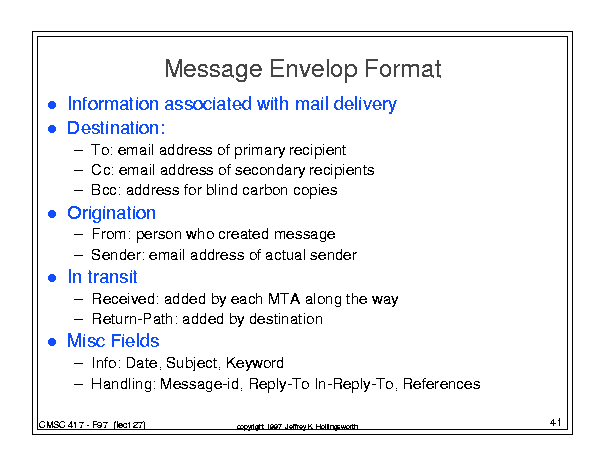 Message Envelop Format
● Information associated with mail delivery
● Destination:
– To: email address of primary recipient
– Cc: email address of secondary recipients
– Bcc: address for blind carbon copies
● Origination
– From: person who created message
– Sender: email address of actual sender
● In transit
– Received: added by each MTA along the way
– Return-Path: added by destination
● Misc Fields
– Info: Date, Subject, Keyword
– Handling: Message-id, Reply-To In-Reply-To, References
CMSC 417 - F97 (lect 27)
copyright 1997 Jeffrey K. Hollingsworth
41